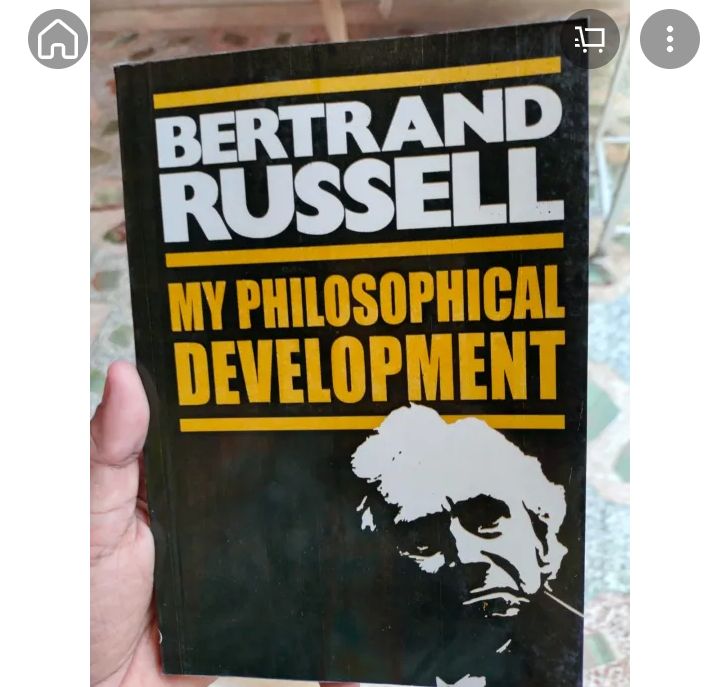 BERTRAND
RUSSELL
MY PHILOSOPHICAL
DEVELOPMENT